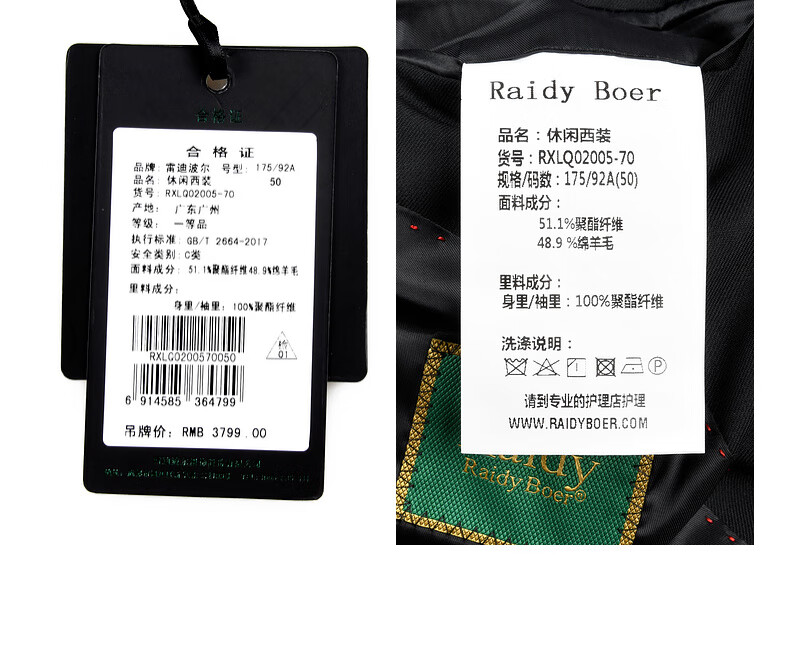 合格证
合 格 证
品牌: 雷迪波尔 号型: 175/92A
品名: 休闲西装 50
货号: RXLQ02005-70
产地: 广东广州
等级: 一等品
执行标准: GB/T 2664-2017
安全类别: C类
面料成分: 51.1%聚酯纤维48.9%绵羊毛
里料成分:
身里/袖里: 100%聚酯纤维
RXLQ0200570050
检
01
6 914585 364799
吊牌价: RMB 3799.00
Raidy Boer
品名：休闲西装
货号：RXLQ02005-70
规格/码数：175/92A(50)
面料成分：
51.1%聚酯纤维
48.9 %绵羊毛
里料成分：
身里/袖里：100%聚酯纤维
洗涤说明：
P
请到专业的护理店护理
WWW.RAIDYBOER.COM
Raidy
Raidy Boer®